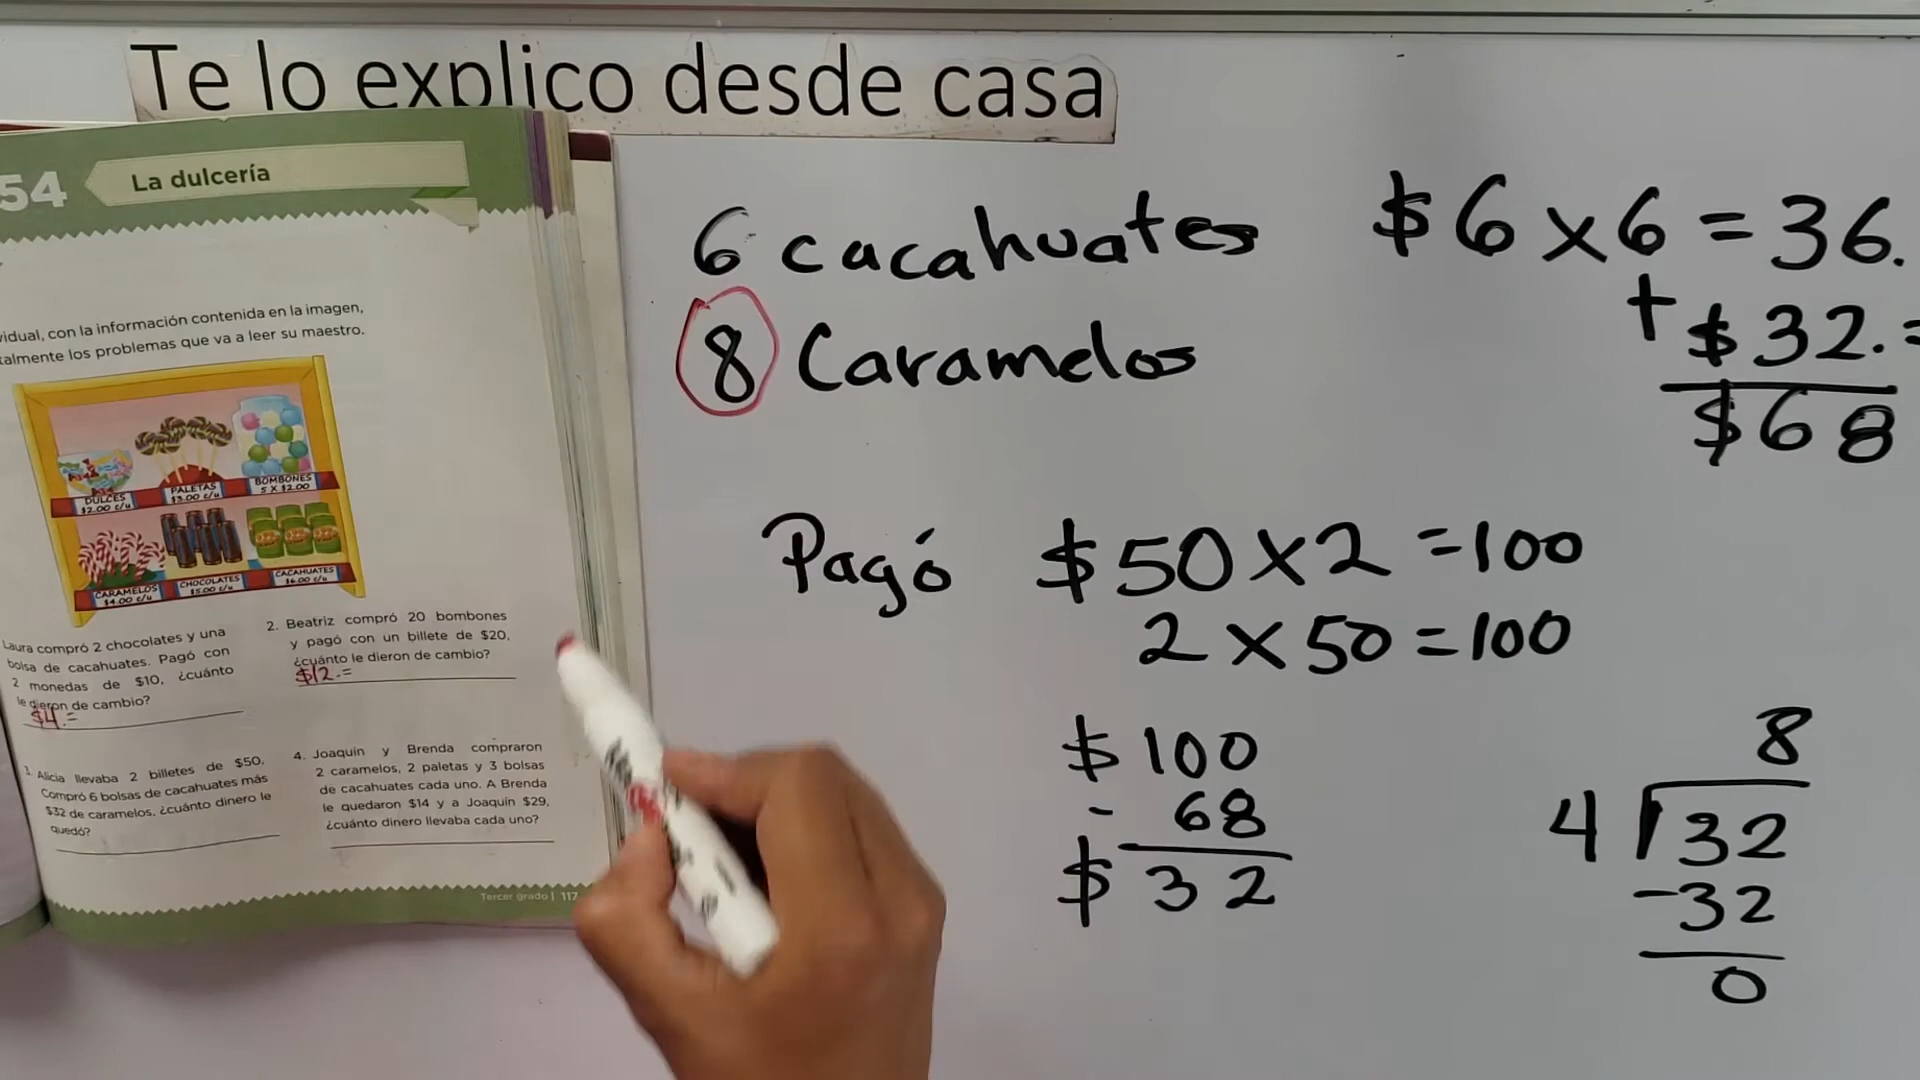 Te lo explico desde casa
54
La dulcería
vidual, con la información contenida en la imagen,
talmente los problemas que va a leer su maestro.
DULCES
$2.00 c/u
PALETAS
$3.00 c/u
BOMBONES
5 X $2.00
CARAMELOS
$4.00 c/u
CHOCOLATES
$5.00 c/u
CACAHUATES
$6.00 c/u
Laura compró 2 chocolates y una
bolsa de cacahuates. Pagó con
2 monedas de $10, ¿cuánto
le dieron de cambio?
$4.=
2. Beatriz compró 20 bombones
y pagó con un billete de $20,
¿cuánto le dieron de cambio?
$12.=
3. Alicia llevaba 2 billetes de $50.
Compró 6 bolsas de cacahuates más
$32 de caramelos, ¿cuánto dinero le
quedó?
4. Joaquín y Brenda compraron
2 caramelos, 2 paletas y 3 bolsas
de cacahuates cada uno. A Brenda
le quedaron $14 y a Joaquín $29,
¿cuánto dinero llevaba cada uno?
Tercer grado | 117
6 cacahuates
8 Caramelos
$6 x 6 = 36.
+ $32.=
$68
Pagó $50 x 2 = 100
2 x 50 = 100
$ 100
- 68
$ 32
8
4 32
-32
0